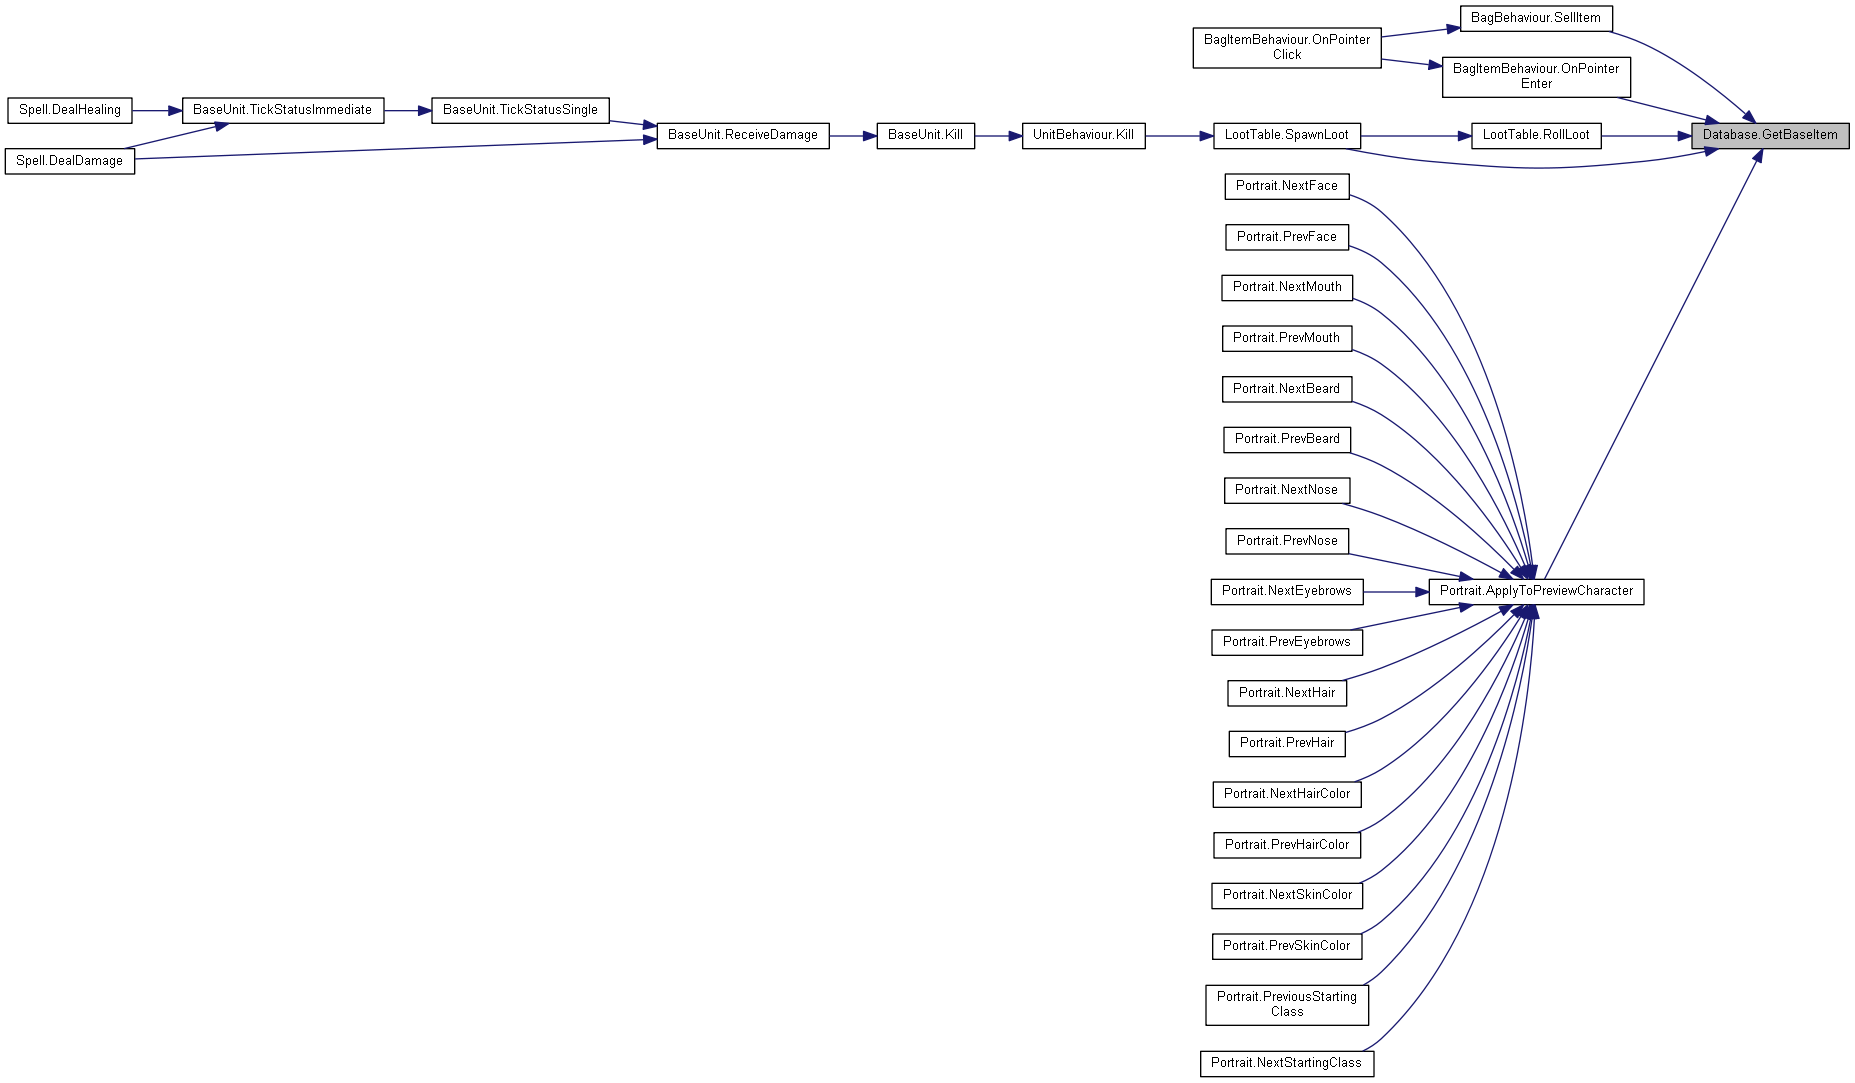 BagBehaviour.SellItem
BagItemBehaviour.OnPointer
Click
BagItemBehaviour.OnPointer
Enter
Spell.DealHealing
BaseUnit.TickStatusImmediate
BaseUnit.TickStatusSingle
BaseUnit.ReceiveDamage
BaseUnit.Kill
UnitBehaviour.Kill
LootTable.SpawnLoot
LootTable.RollLoot
Database.GetBaseItem
Spell.DealDamage
Portrait.NextFace
Portrait.PrevFace
Portrait.NextMouth
Portrait.PrevMouth
Portrait.NextBeard
Portrait.PrevBeard
Portrait.NextNose
Portrait.PrevNose
Portrait.NextEyebrows
Portrait.ApplyToPreviewCharacter
Portrait.PrevEyebrows
Portrait.NextHair
Portrait.PrevHair
Portrait.NextHairColor
Portrait.PrevHairColor
Portrait.NextSkinColor
Portrait.PrevSkinColor
Portrait.PreviousStarting
Class
Portrait.NextStartingClass